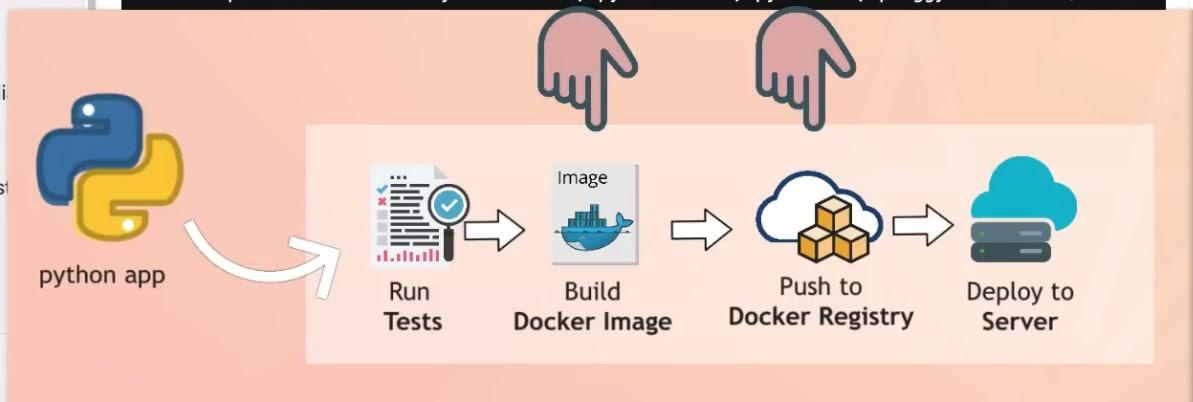 python app
Run
Tests
Image
Build
Docker Image
Push to
Docker Registry
Deploy to
Server